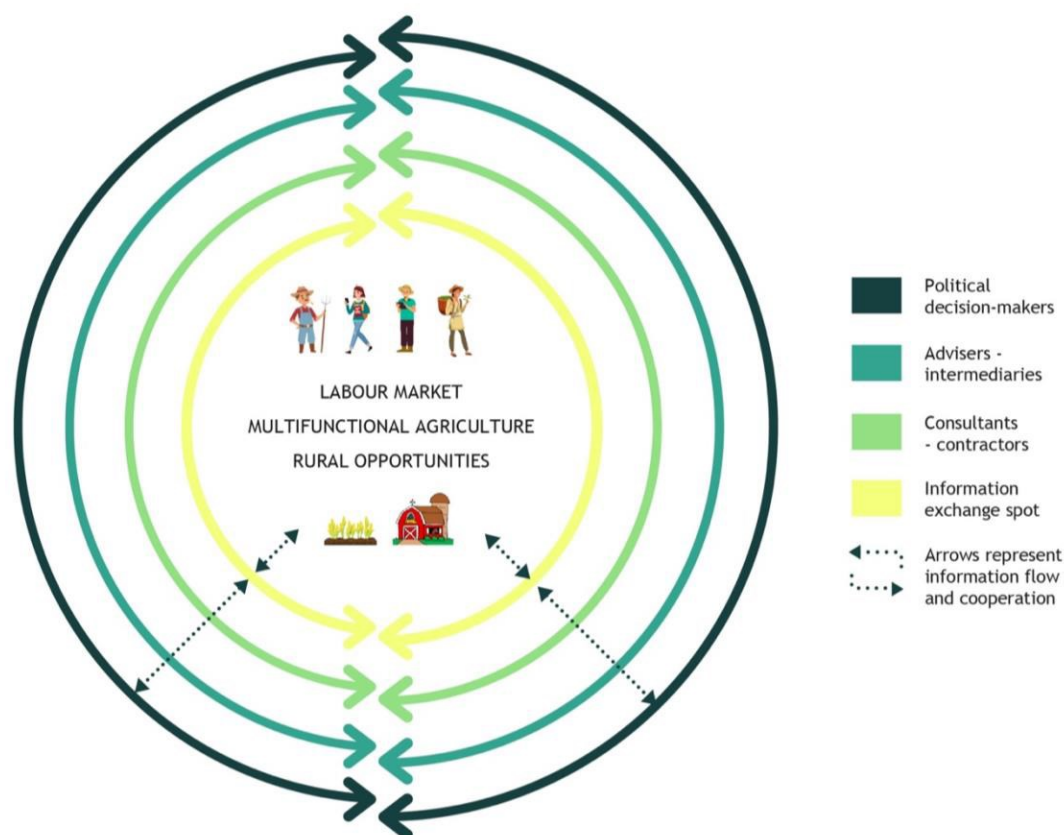 LABOUR MARKET
MULTIFUNCTIONAL AGRICULTURE
RURAL OPPORTUNITIES
Political
decision-makers
Advisers -
intermediaries
Consultants
- contractors
Information
exchange spot
Arrows represent
information flow
and cooperation